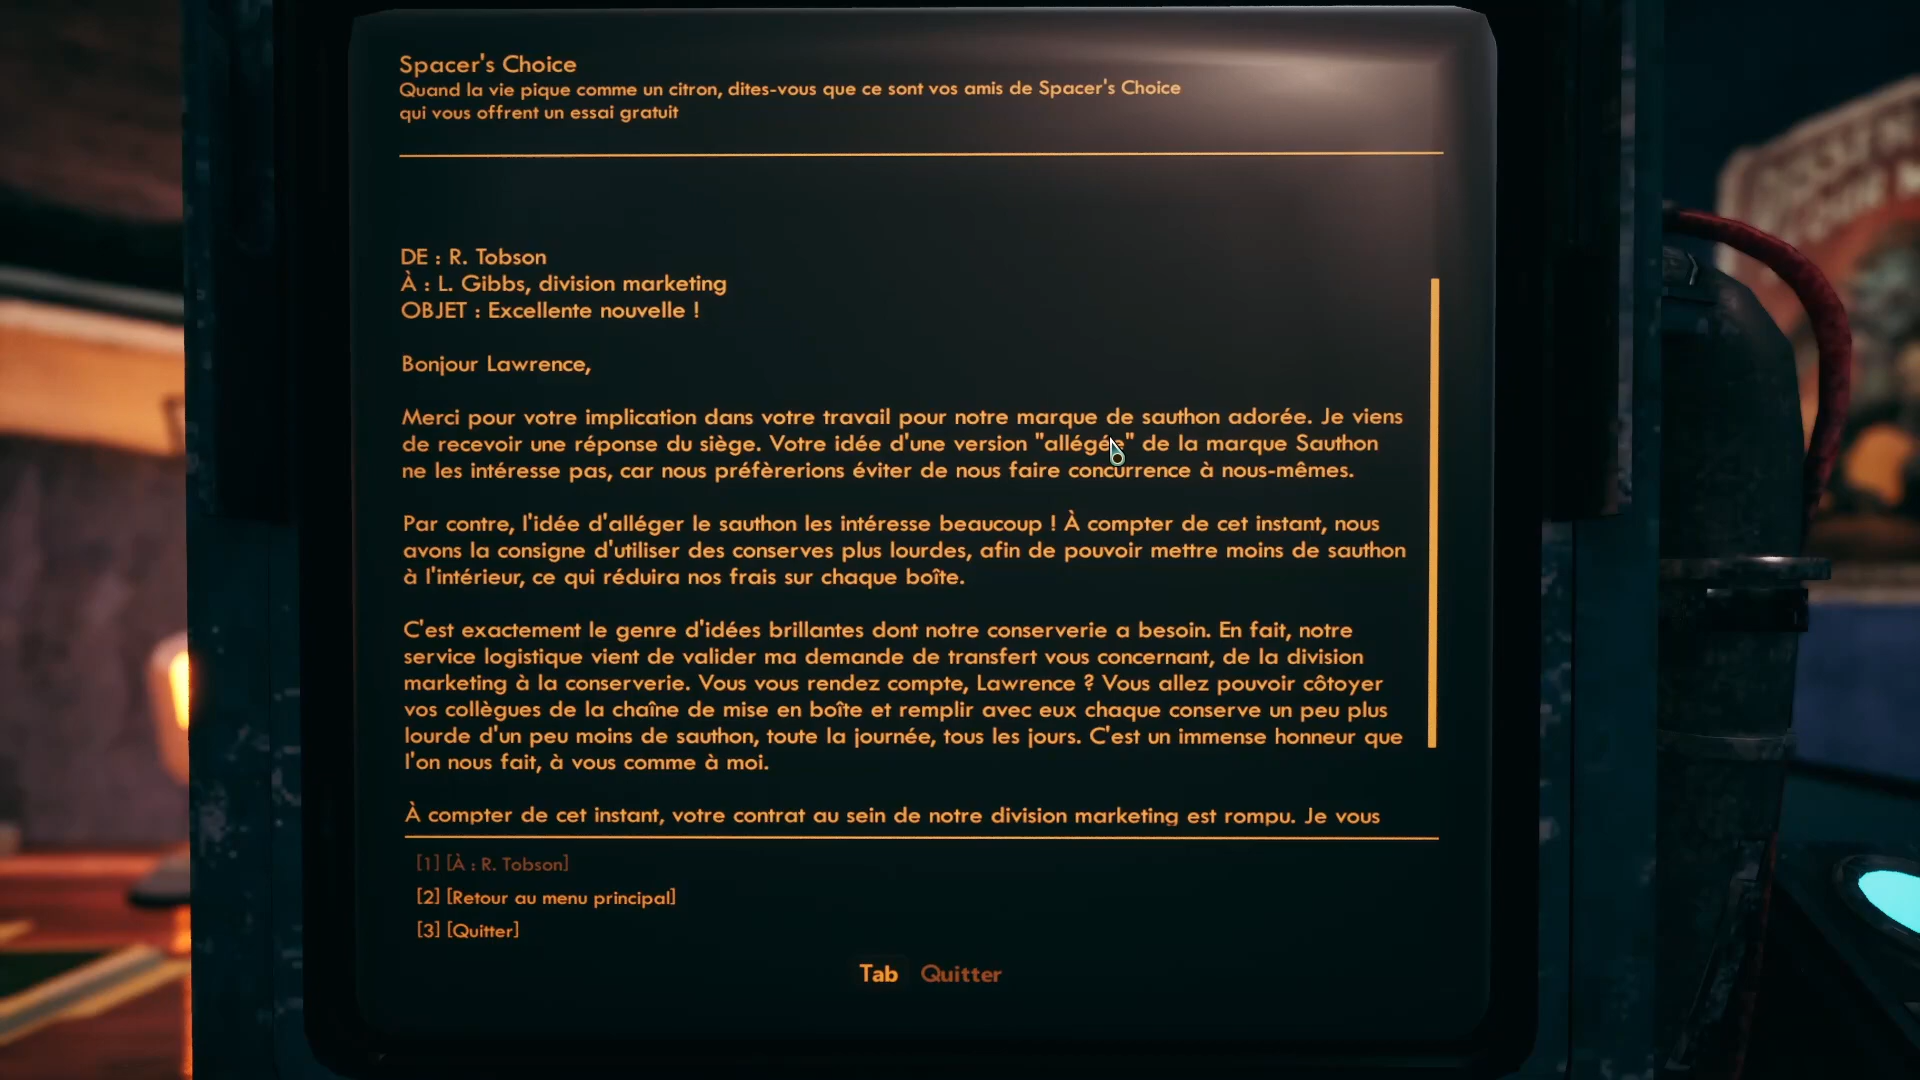 Spacer's Choice
Quand la vie pique comme un citron, dites-vous que ce sont vos amis de Spacer's Choice
qui vous offrent un essai gratuit
DE : R. Tobson
À : L. Gibbs, division marketing
OBJET : Excellente nouvelle !
Bonjour Lawrence,
Merci pour votre implication dans votre travail pour notre marque de sauthon adorée. Je viens
de recevoir une réponse du siège. Votre idée d'une version "allégée" de la marque Sauthon
ne les intéresse pas, car nous préfèrerions éviter de nous faire concurrence à nous-mêmes.
Par contre, l'idée d'alléger le sauthon les intéresse beaucoup ! À compter de cet instant, nous
avons la consigne d'utiliser des conserves plus lourdes, afin de pouvoir mettre moins de sauthon
à l'intérieur, ce qui réduira nos frais sur chaque boîte.
C'est exactement le genre d'idées brillantes dont notre conserverie a besoin. En fait, notre
service logistique vient de valider ma demande de transfert vous concernant, de la division
marketing à la conserverie. Vous vous rendez compte, Lawrence ? Vous allez pouvoir côtoyer
vos collègues de la chaîne de mise en boîte et remplir avec eux chaque conserve un peu plus
lourde d'un peu moins de sauthon, toute la journée, tous les jours. C'est un immense honneur que
l'on nous fait, à vous comme à moi.
À compter de cet instant, votre contrat au sein de notre division marketing est rompu. Je vous
[1] [À : R. Tobson]
[2] [Retour au menu principal]
[3] [Quitter]
Tab Quitter